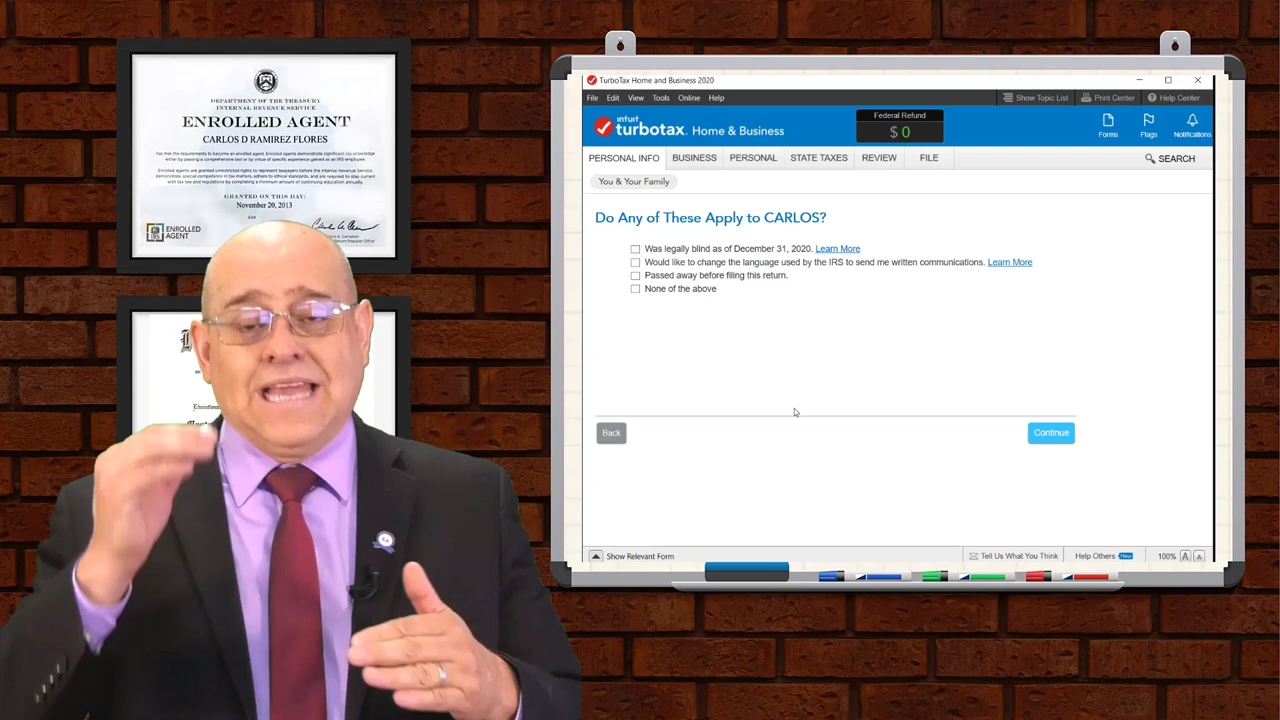 DEPARTMENT OF THE TREASURY
INTERNAL REVENUE SERVICE
ENROLLED AGENT
CARLOS D RAMIREZ FLORES
GRANTED ON THIS DAY:
November 20, 2013
ENROLLED
AGENT
TurboTax Home and Business 2020
File Edit View Tools Online Help
Show Topic List Print Center Help Center
intuit
turbotax. Home & Business
Federal Refund
$ 0
Forms Flags Notifications
PERSONAL INFO BUSINESS PERSONAL STATE TAXES REVIEW FILE
SEARCH
You & Your Family
Do Any of These Apply to CARLOS?
Was legally blind as of December 31, 2020. Learn More
Would like to change the language used by the IRS to send me written communications. Learn More
Passed away before filing this return.
None of the above
Back Continue
Show Relevant Form
Tell Us What You Think Help Others New 100% A A